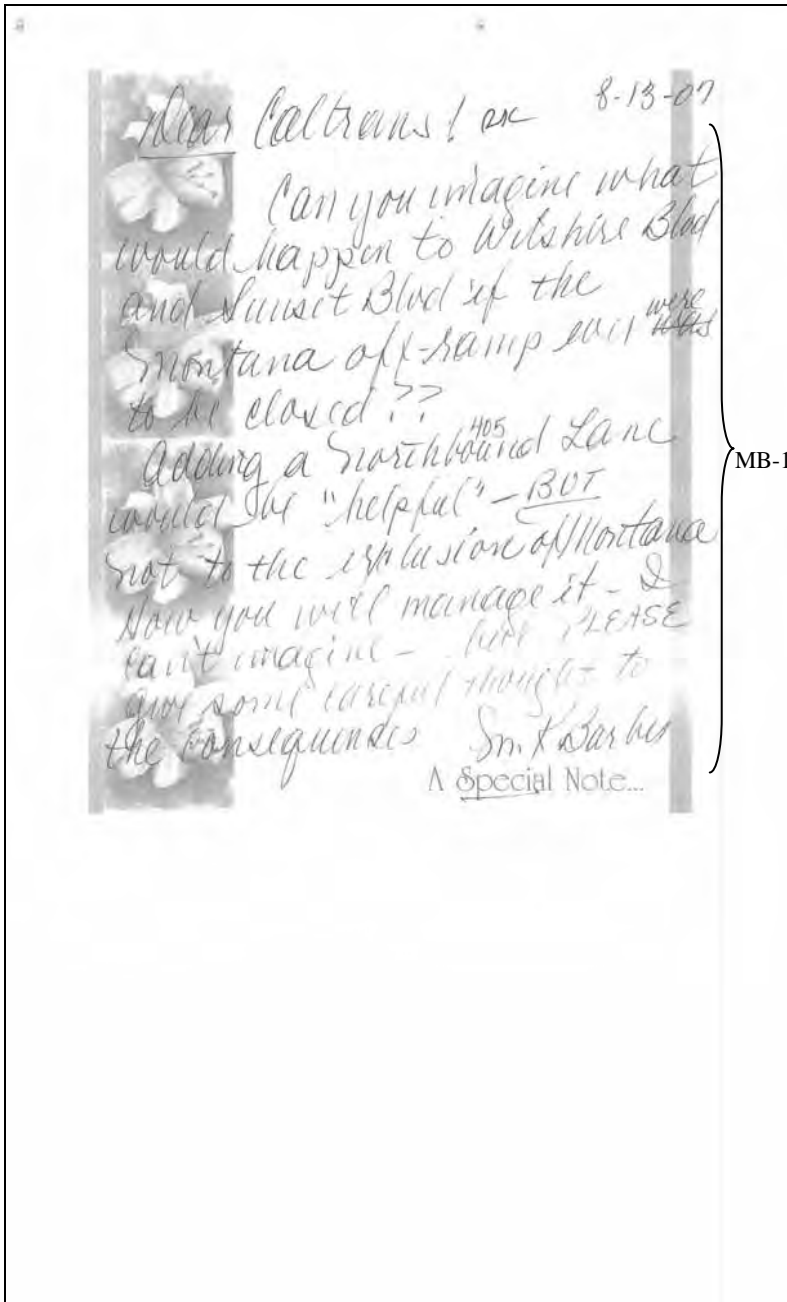 8-13-07
Dear Caltrans!
Can you imagine what
would happen to Wilshire Blvd
and Sunset Blvd if the
Montana off-ramp ever were
to be closed??
Adding a Northbound 405 Lane
would be "helpful" - BUT
not to the explusion of Montana
How you will manage it - I
can't imagine - but PLEASE
give some careful thought to
the Consequences M. K Barber
A Special Note...
MB-1